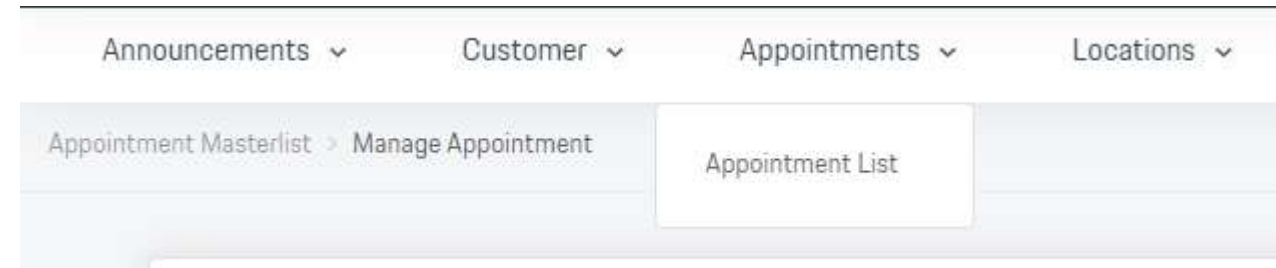 Announcements Customer Appointments Locations
Appointment Masterlist > Manage Appointment
Appointment List